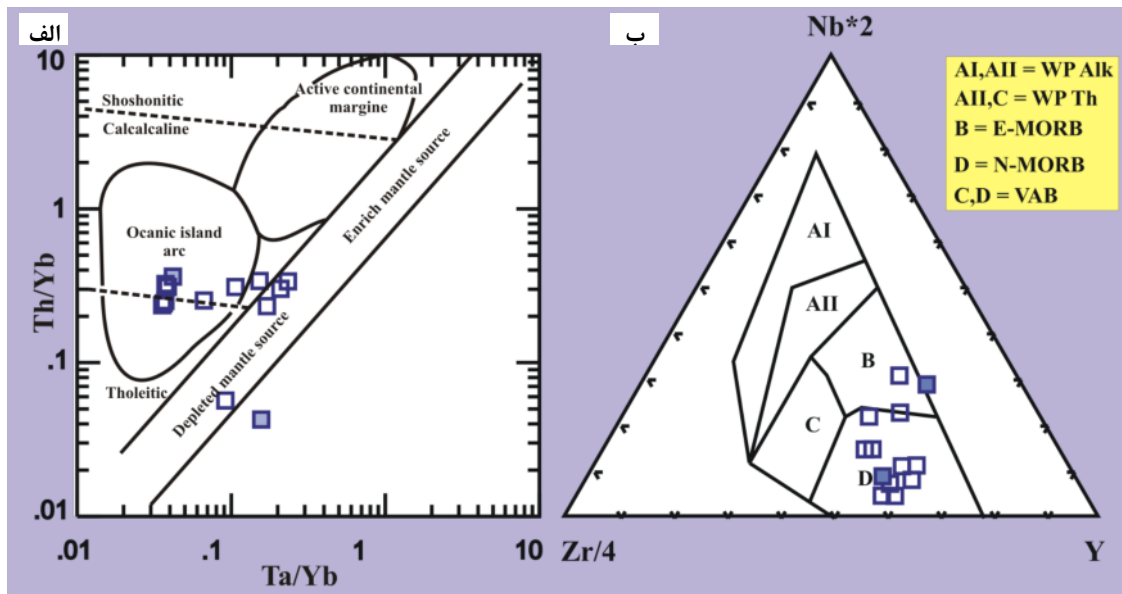 الف
10
1
.1
.01
Th/Yb
Shoshonitic
Calcalcaline
Active continental
margine
Ocanic island
arc
Tholeitic
Enrich mantle source
Depleted mantle source
.01
.1
1
10
Ta/Yb
ب
Nb*2
AI,AII = WP Alk
AII,C = WP Th
B = E-MORB
D = N-MORB
C,D = VAB
AI
AII
B
C
D
Zr/4
Y